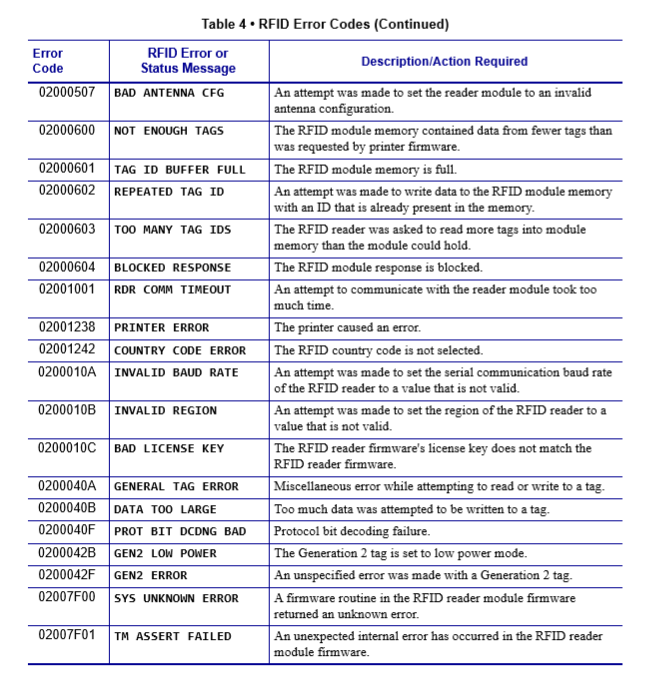 Table 4 • RFID Error Codes (Continued)
Error Code RFID Error or Status Message Description/Action Required
02000507 BAD ANTENNA CFG An attempt was made to set the reader module to an invalid
antenna configuration.
02000600 NOT ENOUGH TAGS The RFID module memory contained data from fewer tags than
was requested by printer firmware.
02000601 TAG ID BUFFER FULL The RFID module memory is full.
02000602 REPEATED TAG ID An attempt was made to write data to the RFID module memory
with an ID that is already present in the memory.
02000603 TOO MANY TAG IDS The RFID reader was asked to read more tags into module
memory than the module could hold.
02000604 BLOCKED RESPONSE The RFID module response is blocked.
02001001 RDR COMM TIMEOUT An attempt to communicate with the reader module took too
much time.
02001238 PRINTER ERROR The printer caused an error.
02001242 COUNTRY CODE ERROR The RFID country code is not selected.
0200010A INVALID BAUD RATE An attempt was made to set the serial communication baud rate
of the RFID reader to a value that is not valid.
0200010B INVALID REGION An attempt was made to set the region of the RFID reader to a
value that is not valid.
0200010C BAD LICENSE KEY The RFID reader firmware's license key does not match the
RFID reader firmware.
0200040A GENERAL TAG ERROR Miscellaneous error while attempting to read or write to a tag.
0200040B DATA TOO LARGE Too much data was attempted to be written to a tag.
0200040F PROT BIT DCDNG BAD Protocol bit decoding failure.
0200042B GEN2 LOW POWER The Generation 2 tag is set to low power mode.
0200042F GEN2 ERROR An unspecified error was made with a Generation 2 tag.
02007F00 SYS UNKNOWN ERROR A firmware routine in the RFID reader module firmware
returned an unknown error.
02007F01 TM ASSERT FAILED An unexpected internal error has occurred in the RFID reader
module firmware.